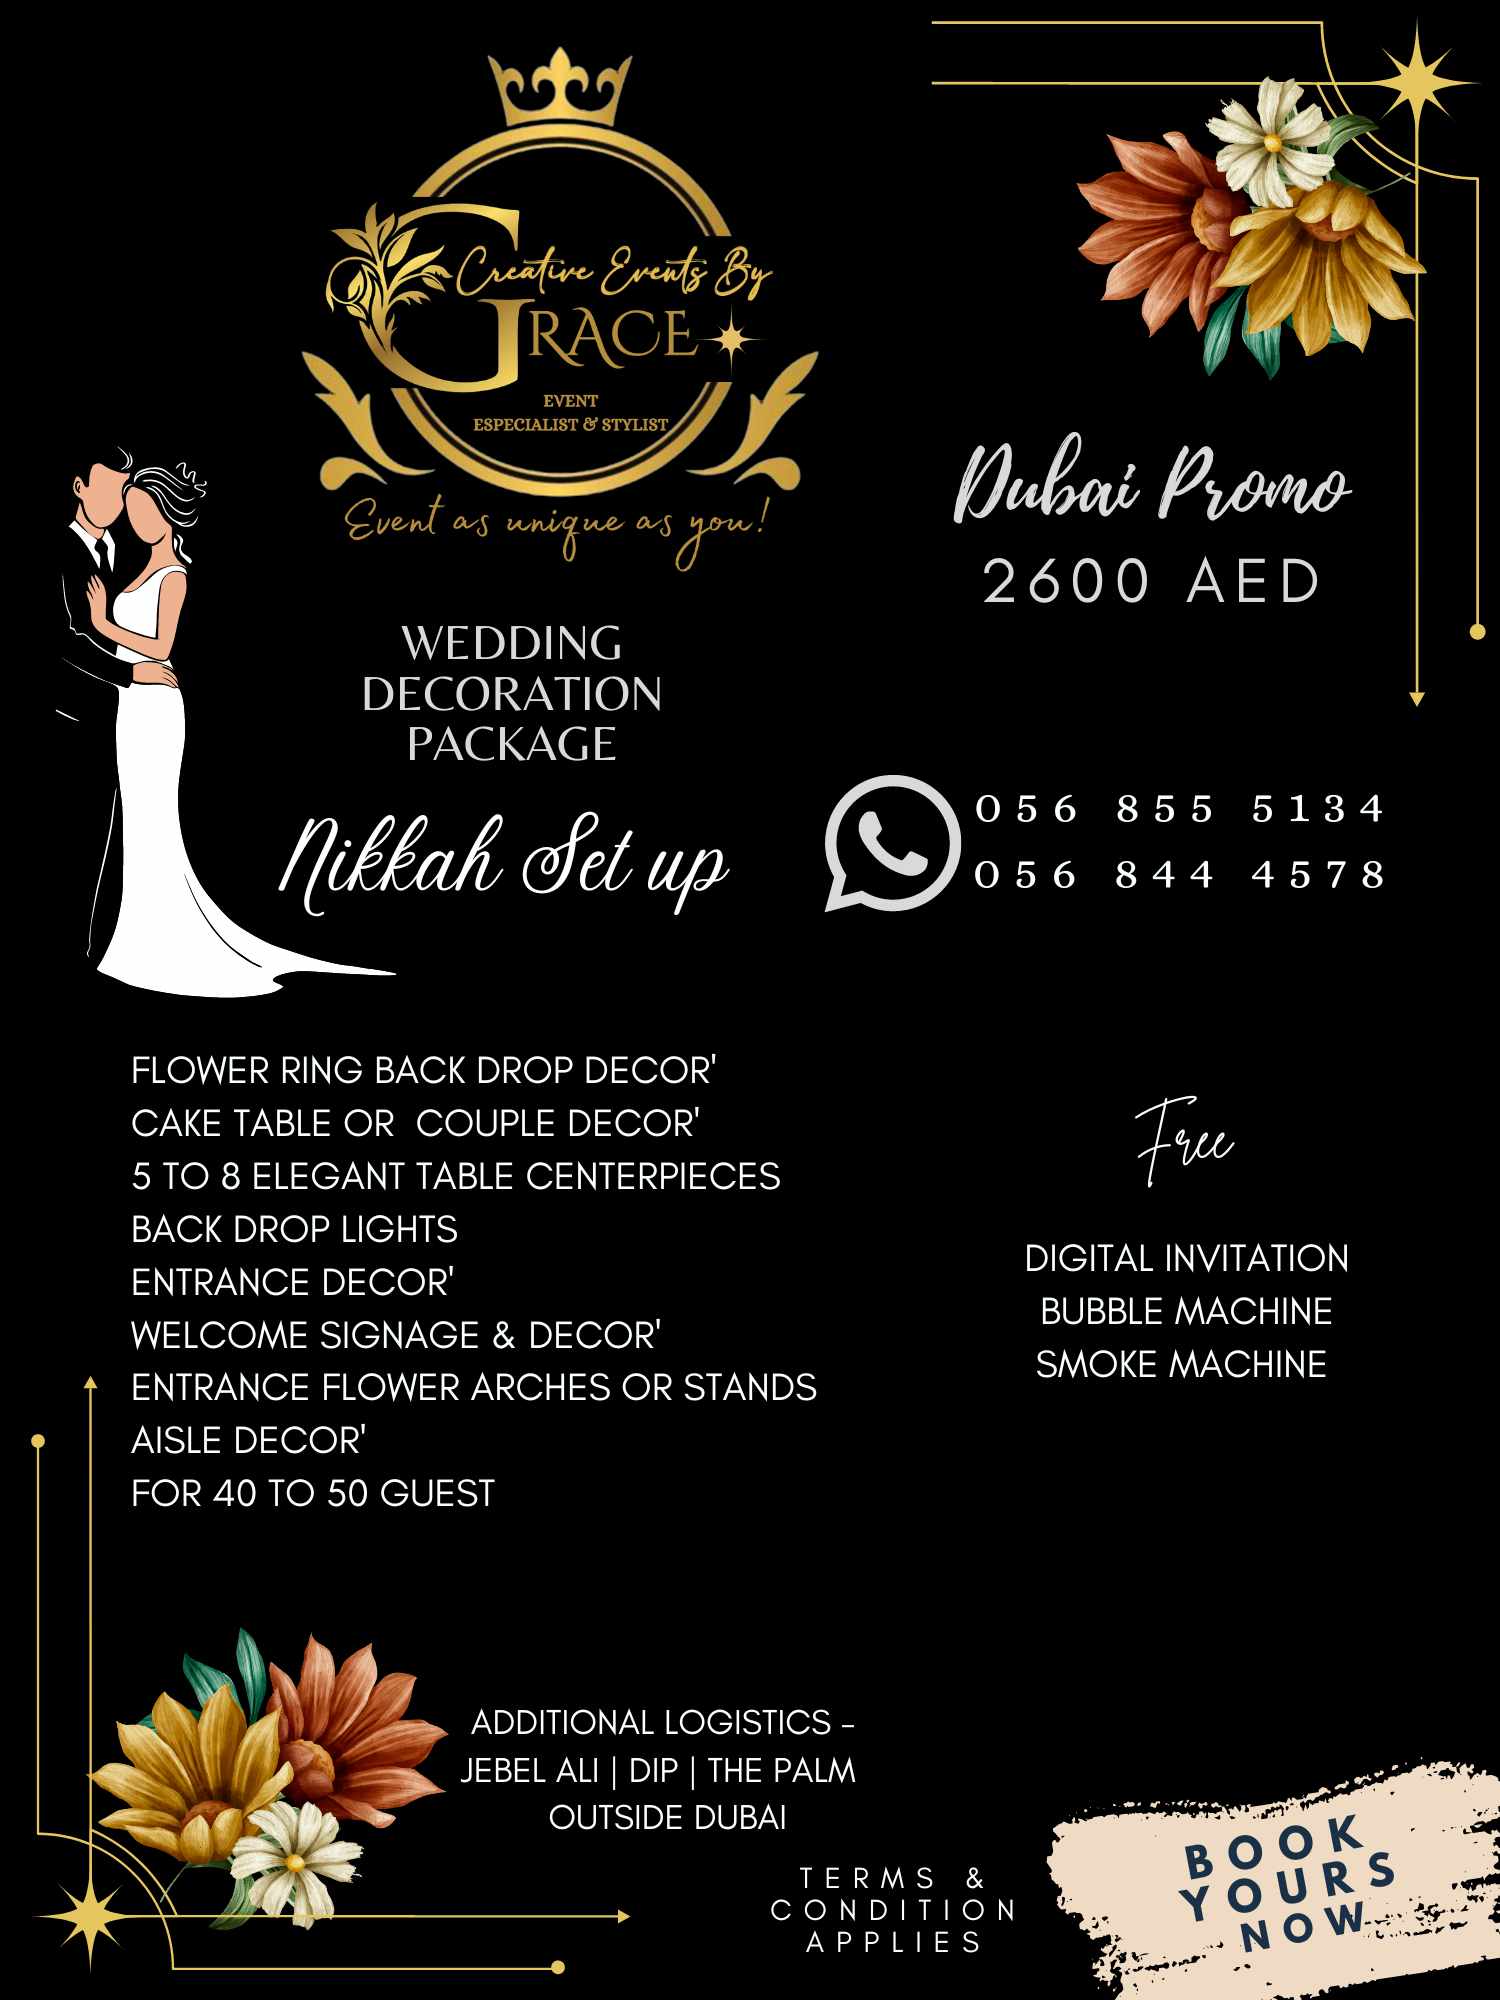 Creative Events By
GRACE
EVENT
ESPECIALIST & STYLIST
Event as unique as you!
Dubai Promo
2600 AED
WEDDING
DECORATION
PACKAGE
Nikkah Set up
056 855 5134
056 844 4578
FLOWER RING BACK DROP DECOR'
CAKE TABLE OR COUPLE DECOR'
5 TO 8 ELEGANT TABLE CENTERPIECES
BACK DROP LIGHTS
ENTRANCE DECOR'
WELCOME SIGNAGE & DECOR'
ENTRANCE FLOWER ARCHES OR STANDS
AISLE DECOR'
FOR 40 TO 50 GUEST
Free
DIGITAL INVITATION
BUBBLE MACHINE
SMOKE MACHINE
ADDITIONAL LOGISTICS -
JEBEL ALI | DIP | THE PALM
OUTSIDE DUBAI
TERMS &
CONDITION
APPLIES
BOOK
YOURS
NOW